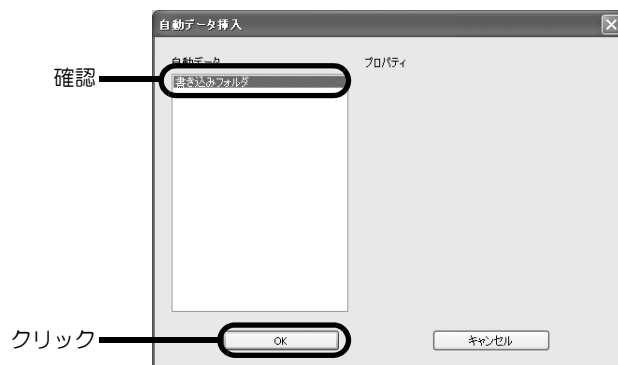 自動データ挿入
自動データ
プロパティ
確認
書き込みフォルダ
クリック
OK
キャンセル